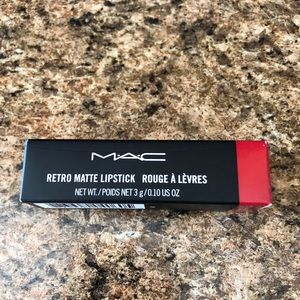 MAC
RETRO MATTE LIPSTICK ROUGE À LÈVRES
NET WT. / POIDS NET 3 g / 0.10 US OZ